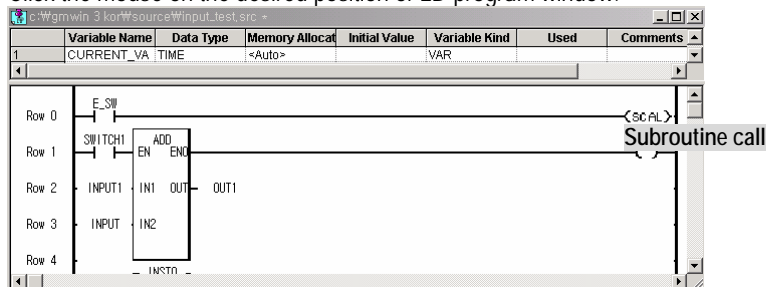 Click the mouse on the desired position of LD program window.
c:₩gmwin 3 kor₩source₩input_test.src *
Variable Name Data Type Memory Allocat Initial Value Variable Kind Used Comments
1 CURRENT_VA TIME <Auto> VAR
E_SW
Row 0 SCAL
Subroutine call
SWITCH1 ADD
Row 1 EN ENO ( )
Row 2 INPUT1 IN1 OUT OUT1
Row 3 INPUT IN2
Row 4
INST0